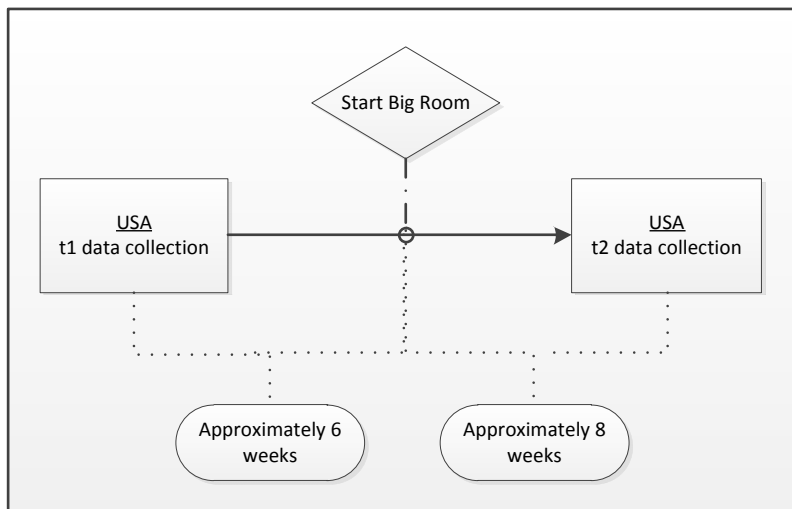 Start Big Room
USA
t1 data collection
USA
t2 data collection
Approximately 6
weeks
Approximately 8
weeks